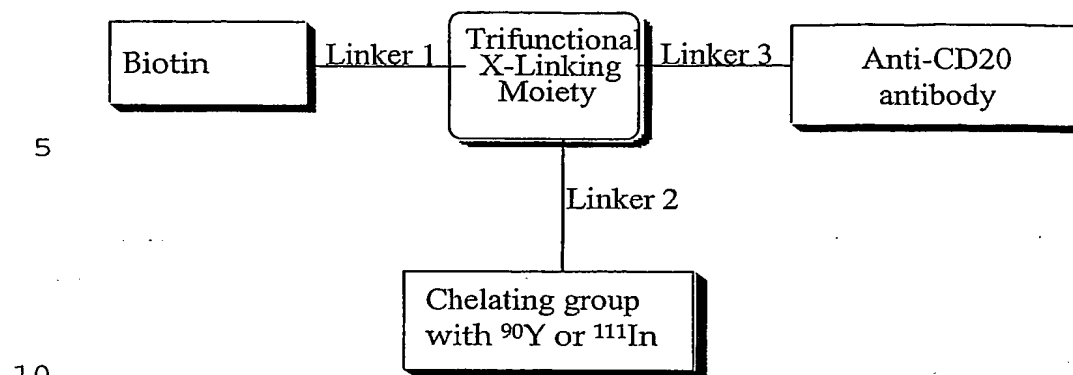 Biotin
Linker 1
Trifunctional
X-Linking
Moiety
Linker 3
Anti-CD20
antibody
5
Linker 2
Chelating group
with ⁹⁰Y or ¹¹¹In
10